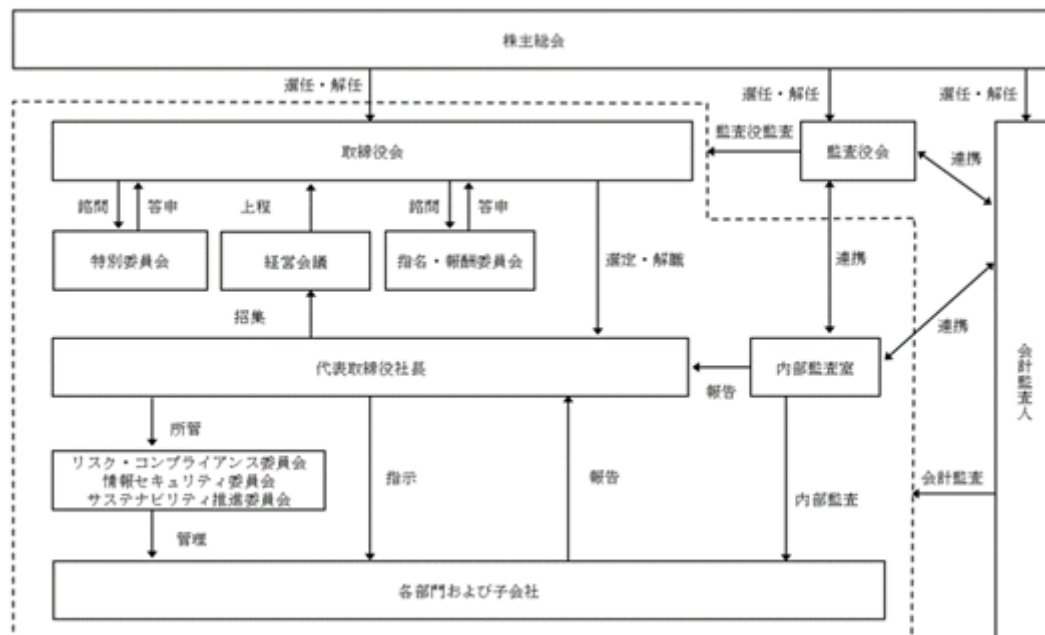 株主総会
選任・解任
選任・解任
選任・解任
取締役会
監査役監査
監査役会
連携
諮問
答申
上程
諮問
答申
特別委員会
経営会議
指名・報酬委員会
選定・解職
連携
招集
連携
代表取締役社長
報告
内部監査室
会計監査人
所管
リスク・コンプライアンス委員会
情報セキュリティ委員会
サステナビリティ推進委員会
指示
報告
内部監査
会計監査
管理
各部門および子会社